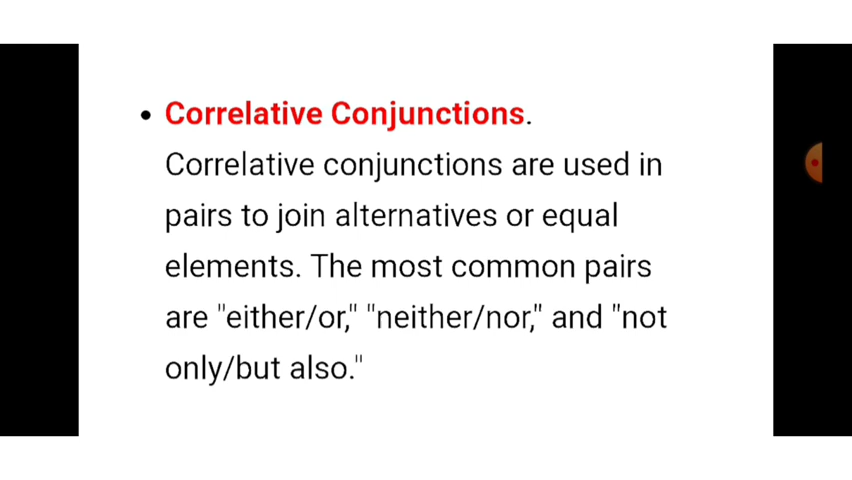 • Correlative Conjunctions.
Correlative conjunctions are used in
pairs to join alternatives or equal
elements. The most common pairs
are "either/or," "neither/nor," and "not
only/but also."